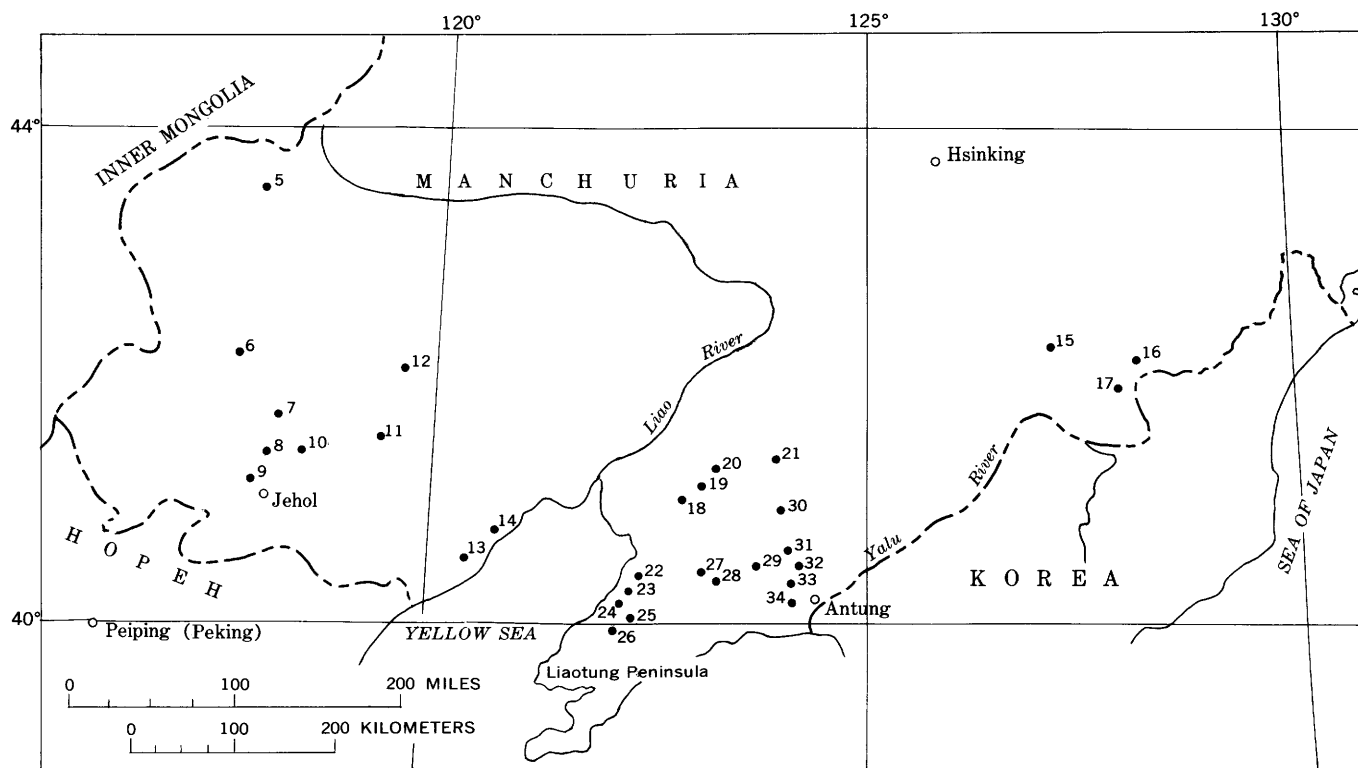 120° 125° 130°
44°
INNER MONGOLIA
Hsinking
5
MANCHURIA
6
12
River
15
16
17
7
Liao
11
8
10
9
Jehol
20
21
19
18
River
30
14
13
31
Yalu
29
32
27
28
33
22
23
24
25
34
26
Antung
KOREA
SEA OF JAPAN
HOPEH
40°
Peiping (Peking)
YELLOW SEA
Liaotung Peninsula
0 100 200 MILES
0 100 200 KILOMETERS